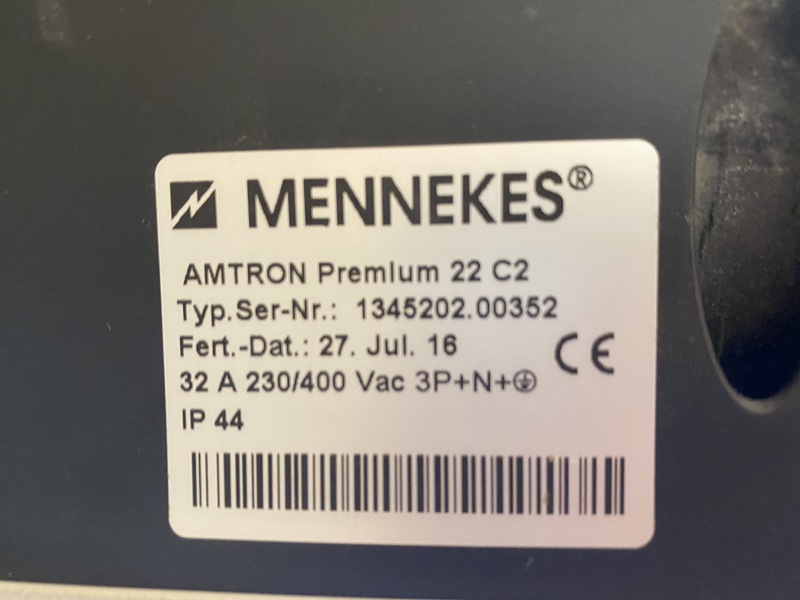 MENNEKES®
AMTRON Premium 22 C2
Typ.Ser-Nr.: 1345202.00352
Fert.-Dat.: 27. Jul. 16
CE
32 A 230/400 Vac 3P+N+⏚
IP 44